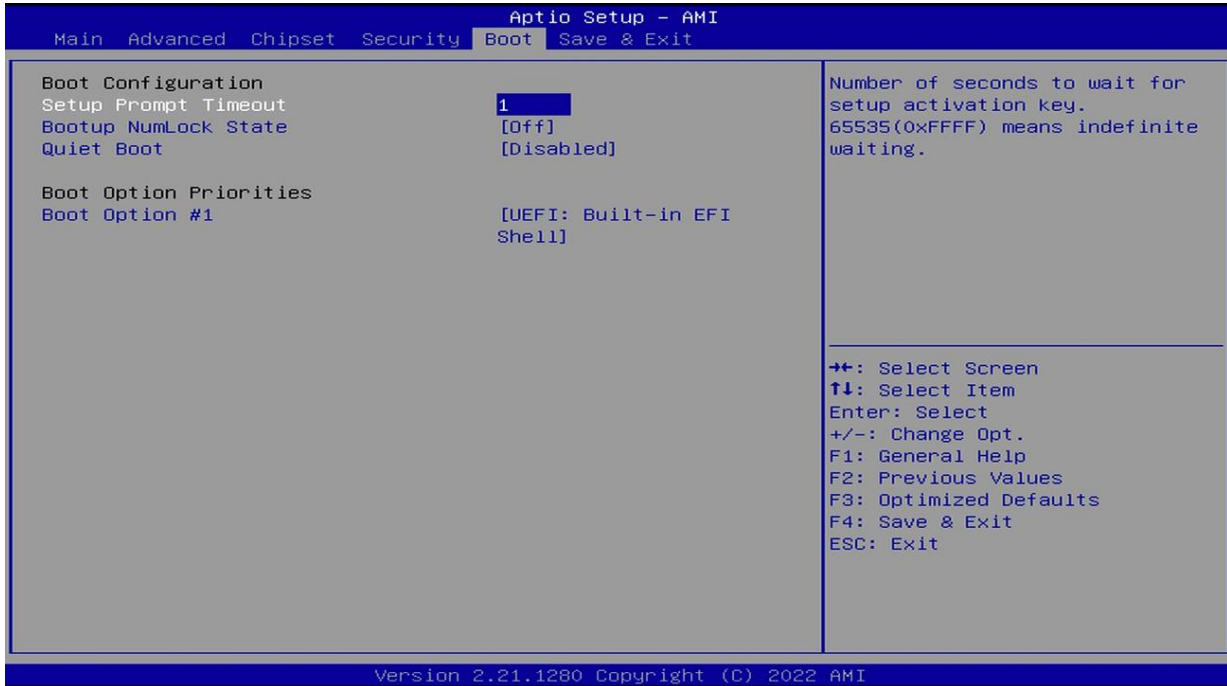 Aptio Setup – AMI
Main Advanced Chipset Security Boot Save & Exit
Boot Configuration
Setup Prompt Timeout 1
Bootup NumLock State [Off]
Quiet Boot [Disabled]
Boot Option Priorities
Boot Option #1 [UEFI: Built-in EFI
Shell]
Number of seconds to wait for
setup activation key.
65535(0xFFFF) means indefinite
waiting.
→←: Select Screen
↑↓: Select Item
Enter: Select
+/-: Change Opt.
F1: General Help
F2: Previous Values
F3: Optimized Defaults
F4: Save & Exit
ESC: Exit
Version 2.21.1280 Copyright (C) 2022 AMI